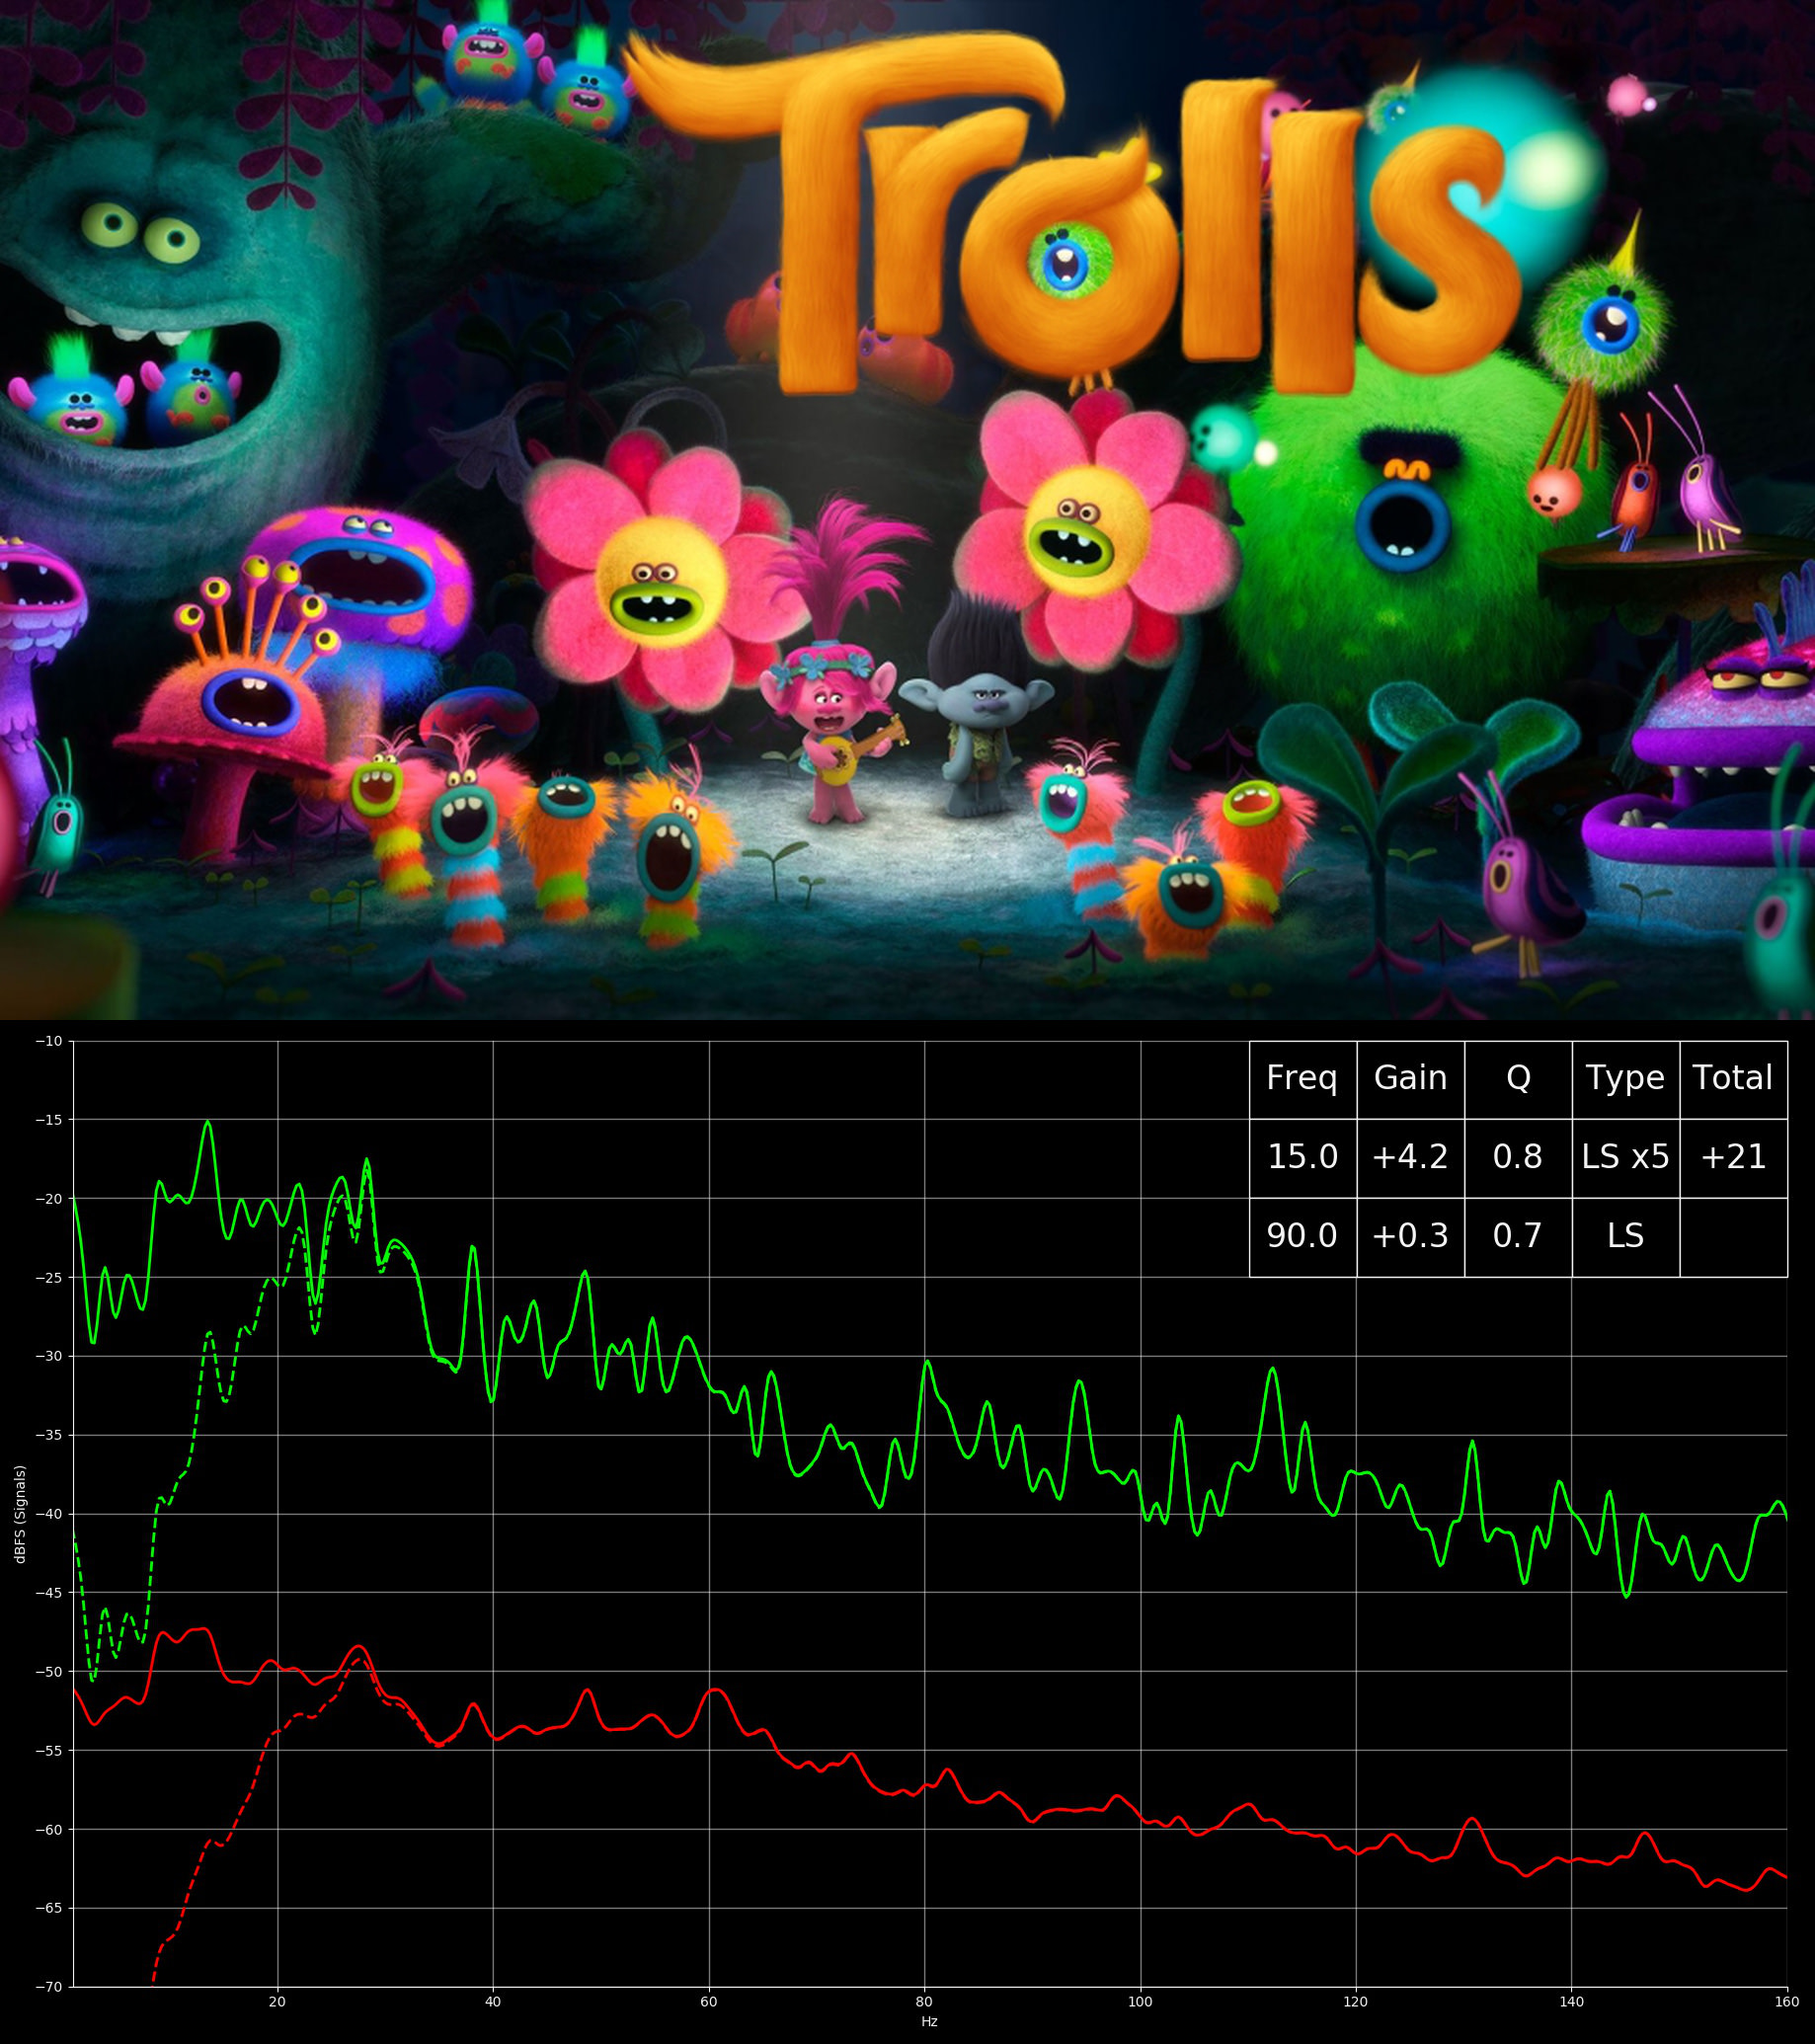 Trolls
Freq Gain Q Type Total
15.0 +4.2 0.8 LS x5 +21
90.0 +0.3 0.7 LS
−10
−15
−20
−25
−30
−35
−40
−45
−50
−55
−60
−65
−70
dBFS (Signals)
20 40 60 80 100 120 140 160
Hz